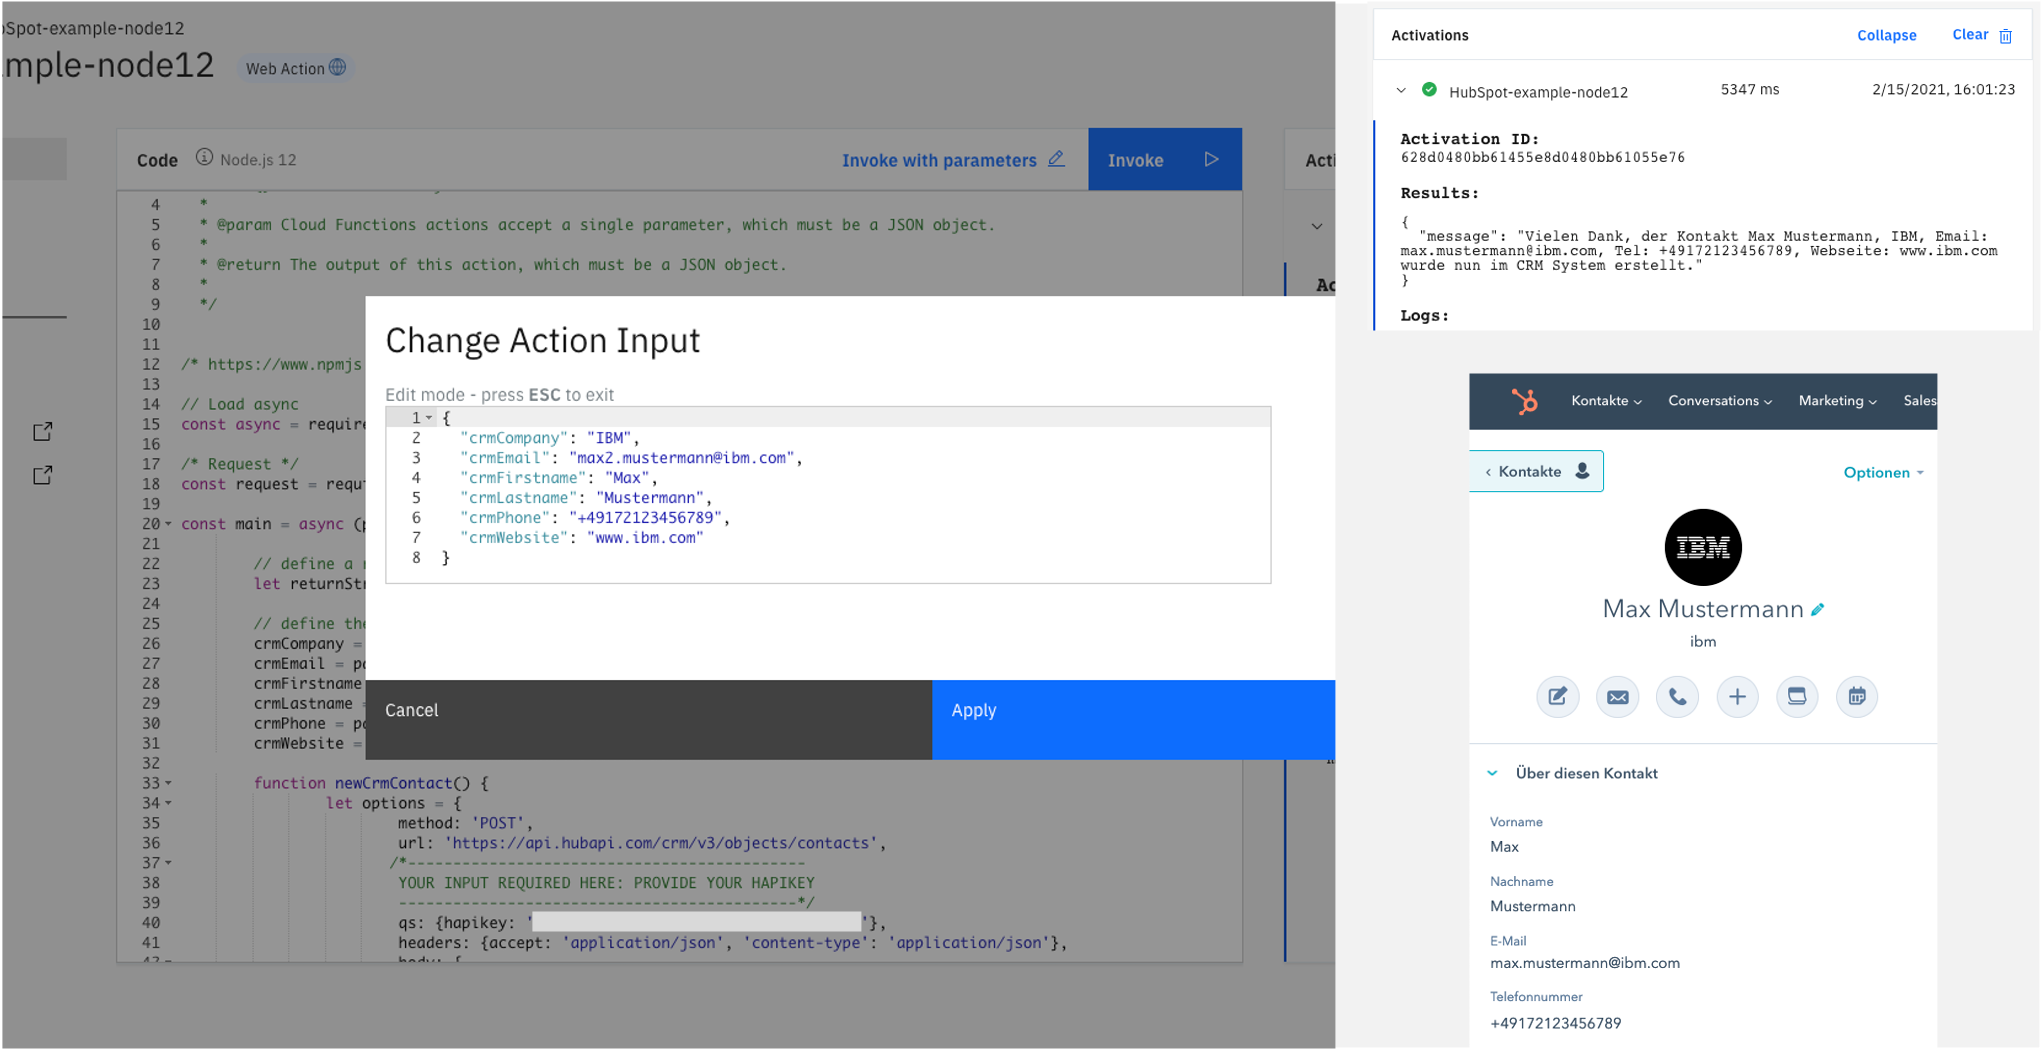 Spot-example-node12
mple-node12
Web Action
Code
Node.js 12
Invoke with parameters
Invoke
Acti
4 *
5 * @param Cloud Functions actions accept a single parameter, which must be a JSON object.
6 *
7 * @return The output of this action, which must be a JSON object.
8 *
9 */
10
11
12 /* https://www.npmjs
13
14 // Load async
15 const async = require
16
17 /* Request */
18 const request = requ
19
20 const main = async (p
21
22 // define a r
23 let returnStr
24
25 // define the
26 crmCompany =
27 crmEmail = pa
28 crmFirstname
29 crmLastname =
30 crmPhone = pa
31 crmWebsite =
32
33 function newCrmContact() {
34 let options = {
35 method: 'POST',
36 url: 'https://api.hubapi.com/crm/v3/objects/contacts',
37 /*--------------------------------------------
38 YOUR INPUT REQUIRED HERE: PROVIDE YOUR HAPIKEY
39 --------------------------------------------*/
40 qs: {hapikey: ' '},
41 headers: {accept: 'application/json', 'content-type': 'application/json'},
Ac
Change Action Input
Edit mode - press ESC to exit
1 {
2 "crmCompany": "IBM",
3 "crmEmail": "max2.mustermann@ibm.com",
4 "crmFirstname": "Max",
5 "crmLastname": "Mustermann",
6 "crmPhone": "+49172123456789",
7 "crmWebsite": "www.ibm.com"
8 }
Cancel
Apply
Activations
Collapse
Clear
HubSpot-example-node12
5347 ms
2/15/2021, 16:01:23
Activation ID:
628d0480bb61455e8d0480bb61055e76
Results:
{
"message": "Vielen Dank, der Kontakt Max Mustermann, IBM, Email:
max.mustermann@ibm.com, Tel: +49172123456789, Webseite: www.ibm.com
wurde nun im CRM System erstellt."
}
Logs:
Kontakte
Conversations
Marketing
Sales
‹ Kontakte
Optionen
IBM
Max Mustermann
ibm
Über diesen Kontakt
Vorname
Max
Nachname
Mustermann
E-Mail
max.mustermann@ibm.com
Telefonnummer
+49172123456789